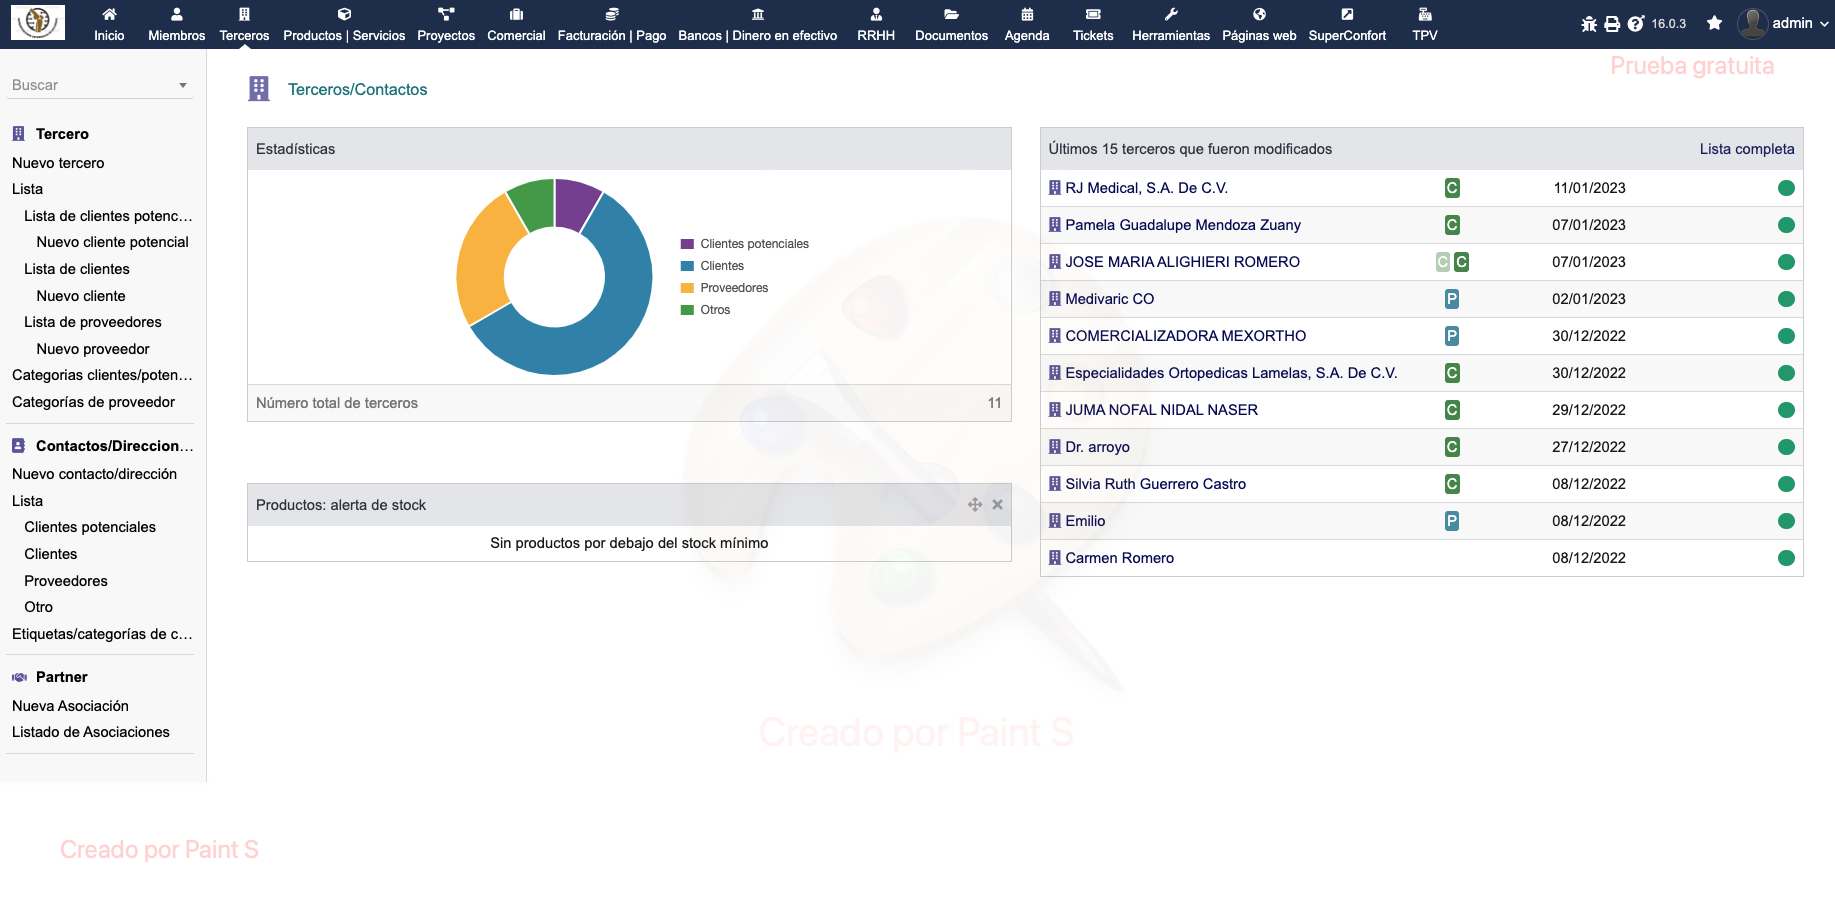 Inicio
Miembros
Terceros
Productos | Servicios
Proyectos
Comercial
Facturación | Pago
Bancos | Dinero en efectivo
RRHH
Documentos
Agenda
Tickets
Herramientas
Páginas web
SuperConfort
TPV
16.0.3
admin
Prueba gratuita
Buscar
Tercero
Nuevo tercero
Lista
Lista de clientes potenc...
Nuevo cliente potencial
Lista de clientes
Nuevo cliente
Lista de proveedores
Nuevo proveedor
Categorias clientes/poten...
Categorías de proveedor
Contactos/Direccion...
Nuevo contacto/dirección
Lista
Clientes potenciales
Clientes
Proveedores
Otro
Etiquetas/categorías de c...
Partner
Nueva Asociación
Listado de Asociaciones
Terceros/Contactos
Estadísticas
Clientes potenciales
Clientes
Proveedores
Otros
Número total de terceros 11
Productos: alerta de stock
Sin productos por debajo del stock mínimo
Últimos 15 terceros que fueron modificados Lista completa
RJ Medical, S.A. De C.V. C 11/01/2023
Pamela Guadalupe Mendoza Zuany C 07/01/2023
JOSE MARIA ALIGHIERI ROMERO C C 07/01/2023
Medivaric CO P 02/01/2023
COMERCIALIZADORA MEXORTHO P 30/12/2022
Especialidades Ortopedicas Lamelas, S.A. De C.V. C 30/12/2022
JUMA NOFAL NIDAL NASER C 29/12/2022
Dr. arroyo C 27/12/2022
Silvia Ruth Guerrero Castro C 08/12/2022
Emilio P 08/12/2022
Carmen Romero 08/12/2022
Creado por Paint S
Creado por Paint S